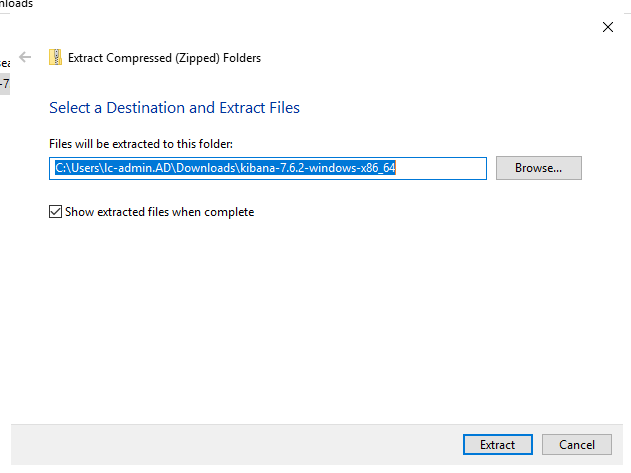 nloads
Extract Compressed (Zipped) Folders
Select a Destination and Extract Files
Files will be extracted to this folder:
C:\Users\lc-admin.AD\Downloads\kibana-7.6.2-windows-x86_64
Browse...
Show extracted files when complete
Extract
Cancel
sea
-7